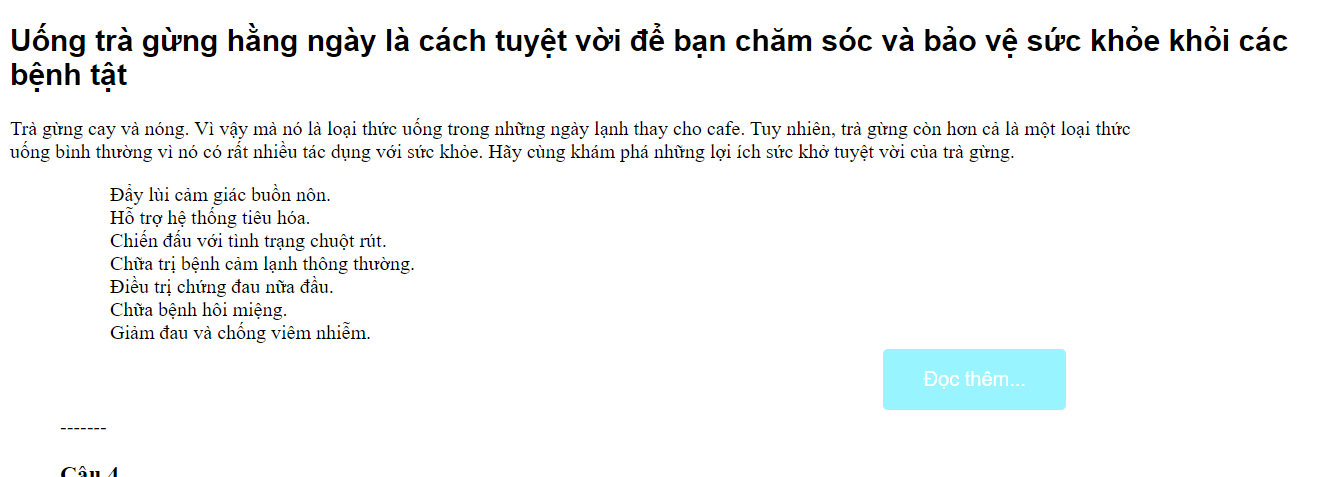 Uống trà gừng hằng ngày là cách tuyệt vời để bạn chăm sóc và bảo vệ sức khỏe khỏi các
bệnh tật
Trà gừng cay và nóng. Vì vậy mà nó là loại thức uống trong những ngày lạnh thay cho cafe. Tuy nhiên, trà gừng còn hơn cả là một loại thức
uống bình thường vì nó có rất nhiều tác dụng với sức khỏe. Hãy cùng khám phá những lợi ích sức khở tuyệt vời của trà gừng.
Đẩy lùi cảm giác buồn nôn.
Hỗ trợ hệ thống tiêu hóa.
Chiến đấu với tình trạng chuột rút.
Chữa trị bệnh cảm lạnh thông thường.
Điều trị chứng đau nữa đầu.
Chữa bệnh hôi miệng.
Giảm đau và chống viêm nhiễm.
Đọc thêm...
-------
Câu 4